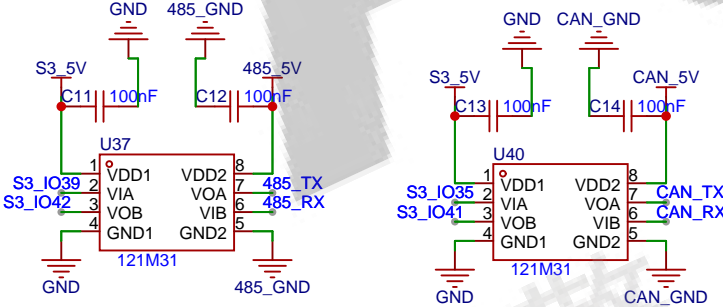 GND 485_GND
S3_5V 485_5V
C11 100nF C12 100nF
U37
1 VDD1 VDD2 8
S3_IO39 2 VIA VOA 7 485_TX
S3_IO42 3 VOB VIB 6 485_RX
4 GND1 GND2 5
121M31
GND 485_GND
GND CAN_GND
S3_5V CAN_5V
C13 100nF C14 100nF
U40
1 VDD1 VDD2 8
S3_IO35 2 VIA VOA 7 CAN_TX
S3_IO41 3 VOB VIB 6 CAN_RX
4 GND1 GND2 5
121M31
GND CAN_GND